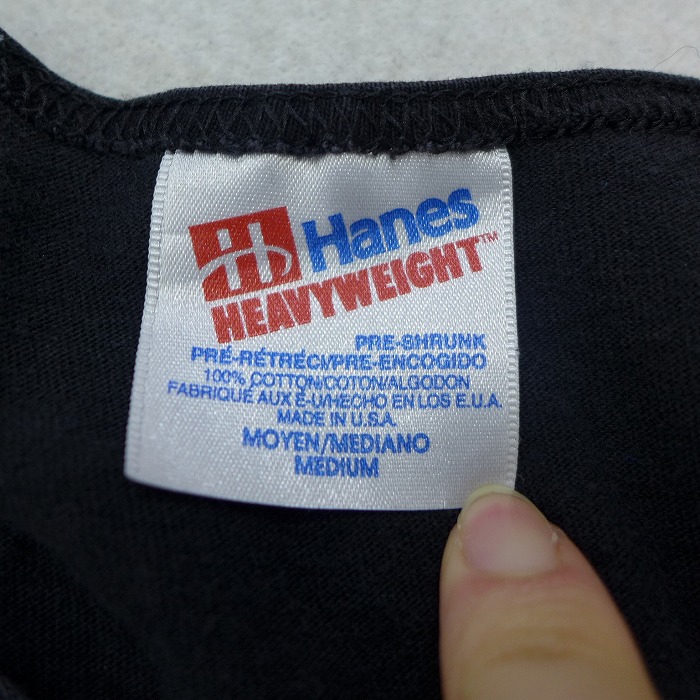 Hanes
HEAVYWEIGHT™
PRE-SHRUNK
PRÉ-RÉTRÉCI/PRE-ENCOGIDO
100% COTTON/COTON/ALGODON
FABRIQUÉ AUX É-U/HECHO EN LOS E.U.A.
MADE IN U.S.A.
MOYEN/MEDIANO
MEDIUM